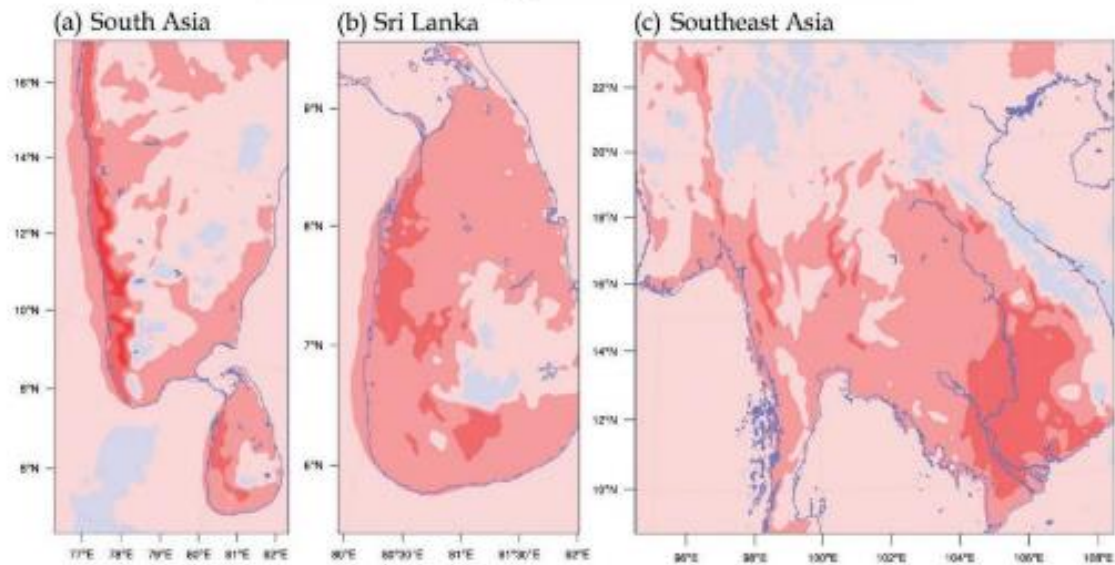 (a) South Asia
16°N
14°N
12°N
10°N
8°N
6°N
77°E 78°E 79°E 80°E 81°E 82°E
(b) Sri Lanka
9°N
8°N
7°N
6°N
80°E 80°30'E 81°E 81°30'E 82°E
(c) Southeast Asia
22°N
20°N
18°N
16°N
14°N
12°N
10°N
96°E 98°E 100°E 102°E 104°E 106°E 108°E